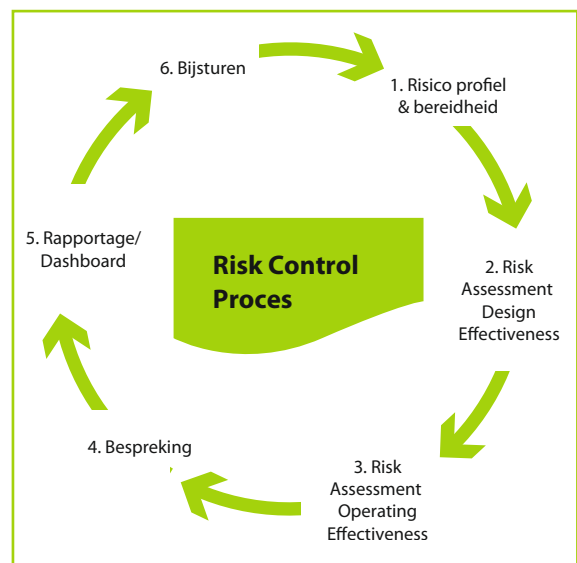 Risk Control
Proces
1. Risico profiel
& bereidheid
2. Risk
Assessment
Design
Effectiveness
3. Risk
Assessment
Operating
Effectiveness
4. Bespreking
5. Rapportage/
Dashboard
6. Bijsturen